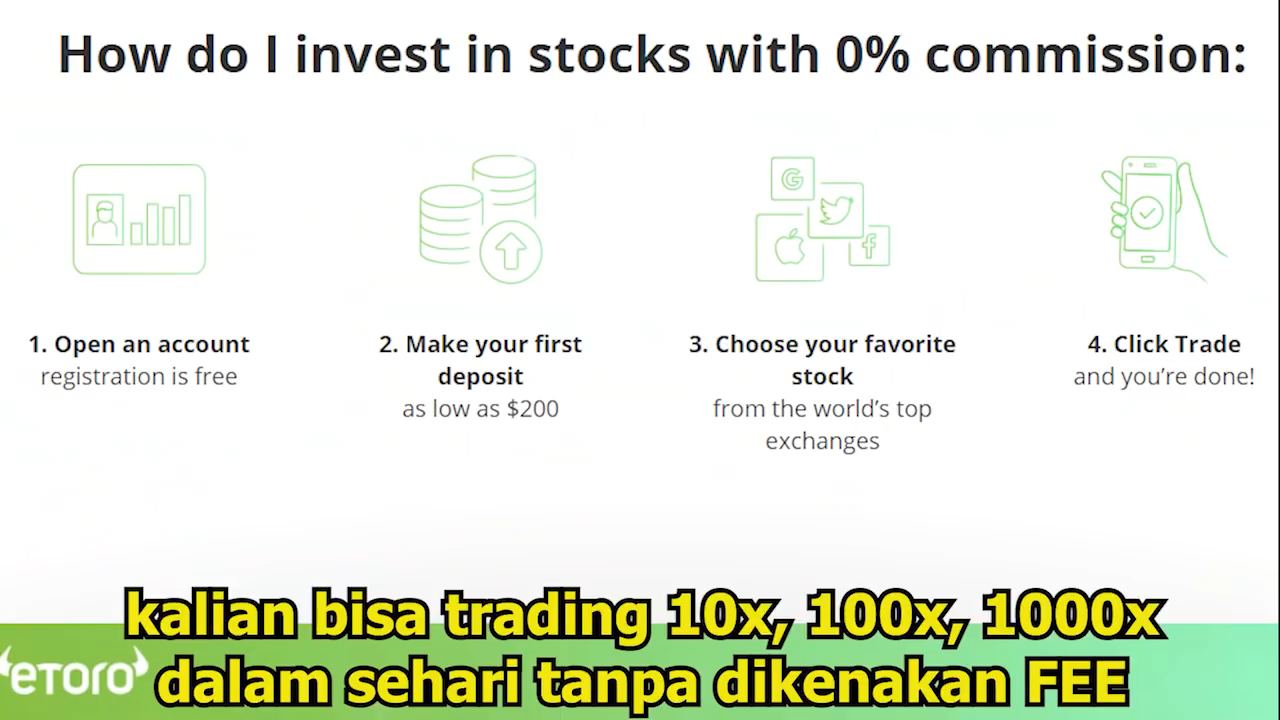 How do I invest in stocks with 0% commission:
1. Open an account
registration is free
2. Make your first
deposit
as low as $200
3. Choose your favorite
stock
from the world’s top
exchanges
4. Click Trade
and you’re done!
kalian bisa trading 10x, 100x, 1000x
dalam sehari tanpa dikenakan FEE
eTORO